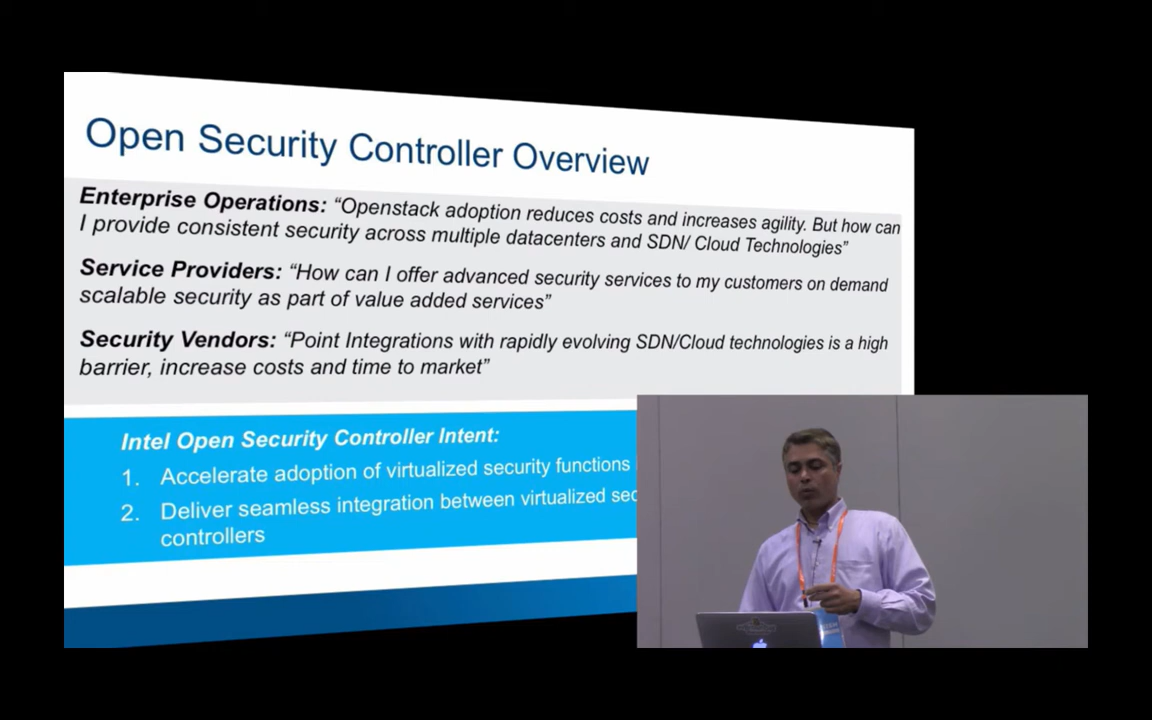 Open Security Controller Overview
Enterprise Operations: “Openstack adoption reduces costs and increases agility. But how can
I provide consistent security across multiple datacenters and SDN/ Cloud Technologies”
Service Providers: “How can I offer advanced security services to my customers on demand
scalable security as part of value added services”
Security Vendors: “Point Integrations with rapidly evolving SDN/Cloud technologies is a high
barrier, increase costs and time to market”
Intel Open Security Controller Intent:
1. Accelerate adoption of virtualized security functions
2. Deliver seamless integration between virtualized sec
controllers